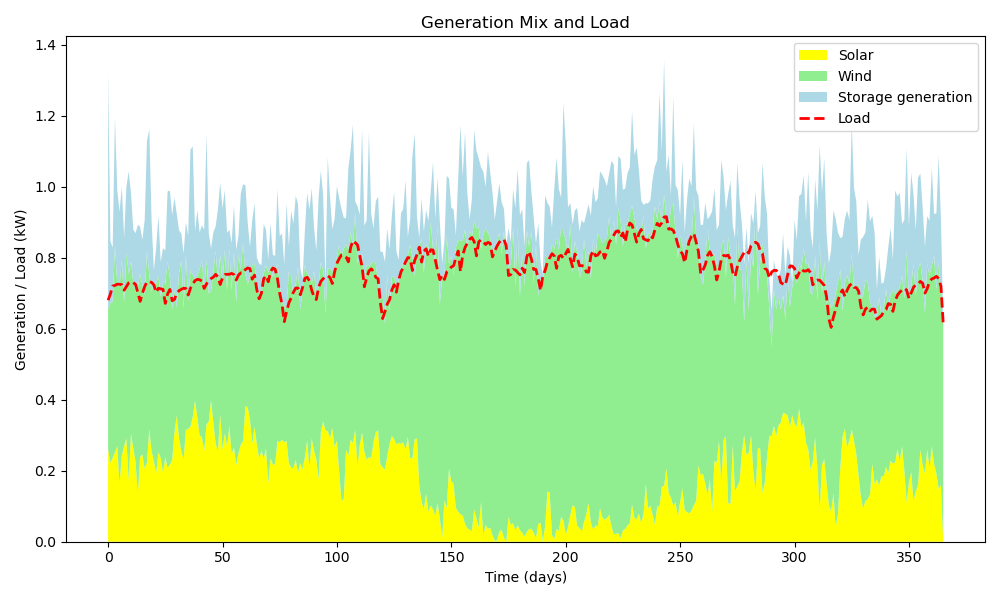 Generation Mix and Load
Generation / Load (kW)
1.4
1.2
1.0
0.8
0.6
0.4
0.2
0.0
Solar
Wind
Storage generation
Load
0 50 100 150 200 250 300 350
Time (days)